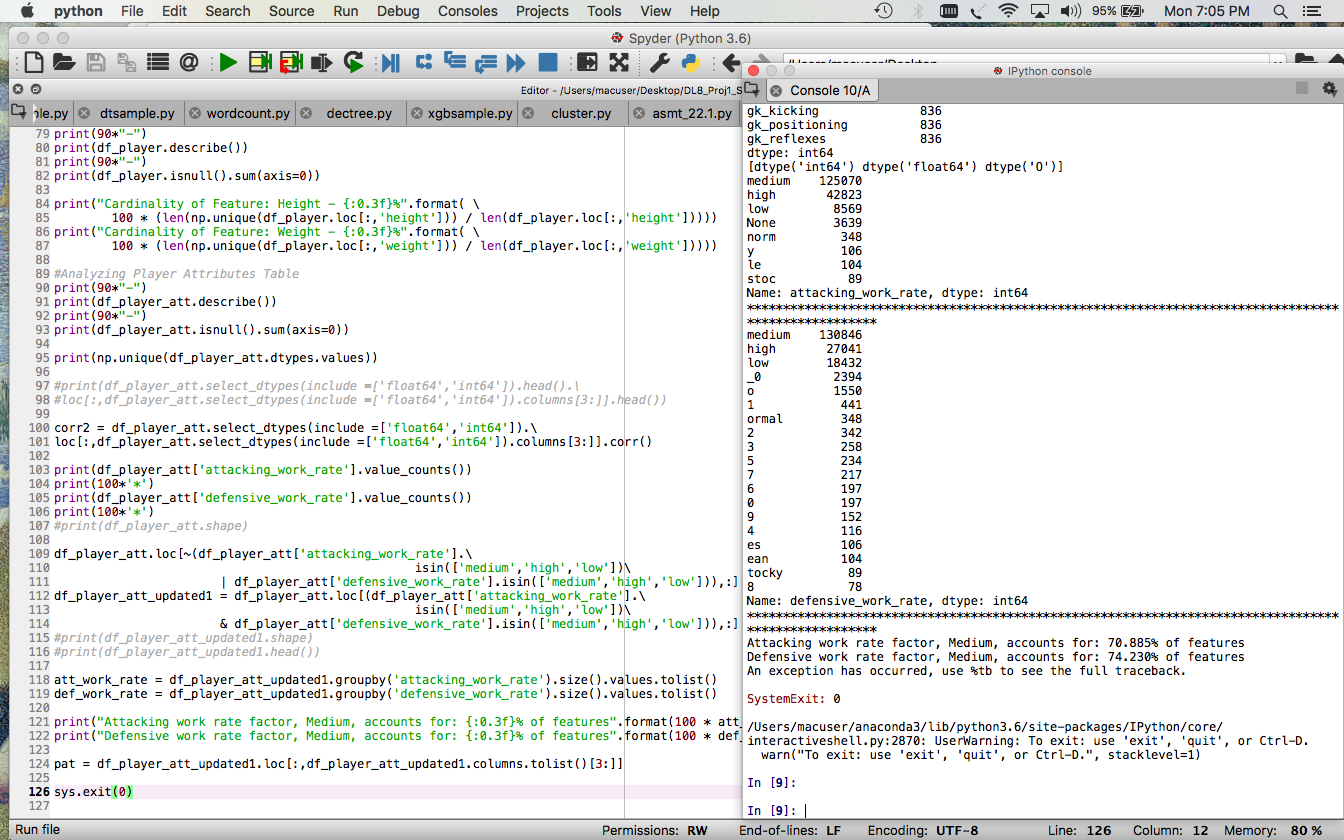 python File Edit Search Source Run Debug Consoles Projects Tools View Help 95% Mon 7:05 PM
Spyder (Python 3.6)
Editor - /Users/macuser/Desktop/DL8_Proj1_S
dtsample.py wordcount.py dectree.py xgbsample.py cluster.py asmt_22.1.py
79 print(90*"-")
80 print(df_player.describe())
81 print(90*"-")
82 print(df_player.isnull().sum(axis=0))
83
84 print("Cardinality of Feature: Height - {:0.3f}%".format( \
85 100 * (len(np.unique(df_player.loc[:,'height'])) / len(df_player.loc[:,'height']))))
86 print("Cardinality of Feature: Weight - {:0.3f}%".format( \
87 100 * (len(np.unique(df_player.loc[:,'weight'])) / len(df_player.loc[:,'weight']))))
88
89 #Analyzing Player Attributes Table
90 print(90*"-")
91 print(df_player_att.describe())
92 print(90*"-")
93 print(df_player_att.isnull().sum(axis=0))
94
95 print(np.unique(df_player_att.dtypes.values))
96
97 #print(df_player_att.select_dtypes(include =['float64','int64']).head().\
98 #loc[:,df_player_att.select_dtypes(include =['float64','int64']).columns[3:]].head())
99
100 corr2 = df_player_att.select_dtypes(include =['float64','int64']).\
101 loc[:,df_player_att.select_dtypes(include =['float64','int64']).columns[3:]].corr()
102
103 print(df_player_att['attacking_work_rate'].value_counts())
104 print(100*'*')
105 print(df_player_att['defensive_work_rate'].value_counts())
106 print(100*'*')
107 #print(df_player_att.shape)
108
109 df_player_att.loc[~(df_player_att['attacking_work_rate'].\
110 isin(['medium','high','low'])\
111 | df_player_att['defensive_work_rate'].isin(['medium','high','low'])),:]
112 df_player_att_updated1 = df_player_att.loc[(df_player_att['attacking_work_rate'].\
113 isin(['medium','high','low'])\
114 & df_player_att['defensive_work_rate'].isin(['medium','high','low'])),:]
115 #print(df_player_att_updated1.shape)
116 #print(df_player_att_updated1.head())
117
118 att_work_rate = df_player_att_updated1.groupby('attacking_work_rate').size().values.tolist()
119 def_work_rate = df_player_att_updated1.groupby('defensive_work_rate').size().values.tolist()
120
121 print("Attacking work rate factor, Medium, accounts for: {:0.3f}% of features".format(100 * att_
122 print("Defensive work rate factor, Medium, accounts for: {:0.3f}% of features".format(100 * def_
123
124 pat = df_player_att_updated1.loc[:,df_player_att_updated1.columns.tolist()[3:]]
125
126 sys.exit(0)
127
IPython console
Console 10/A
gk_kicking 836
gk_positioning 836
gk_reflexes 836
dtype: int64
[dtype('int64') dtype('float64') dtype('O')]
medium 125070
high 42823
low 8569
None 3639
norm 348
y 106
le 104
stoc 89
Name: attacking_work_rate, dtype: int64
**********************************************************************************
******************
medium 130846
high 27041
low 18432
_0 2394
o 1550
1 441
ormal 348
2 342
3 258
5 234
7 217
6 197
0 197
9 152
4 116
es 106
ean 104
tocky 89
8 78
Name: defensive_work_rate, dtype: int64
**********************************************************************************
******************
Attacking work rate factor, Medium, accounts for: 70.885% of features
Defensive work rate factor, Medium, accounts for: 74.230% of features
An exception has occurred, use %tb to see the full traceback.
SystemExit: 0
/Users/macuser/anaconda3/lib/python3.6/site-packages/IPython/core/
interactiveshell.py:2870: UserWarning: To exit: use 'exit', 'quit', or Ctrl-D.
warn("To exit: use 'exit', 'quit', or Ctrl-D.", stacklevel=1)
In [9]:
In [9]:
Run file Permissions: RW End-of-lines: LF Encoding: UTF-8 Line: 126 Column: 12 Memory: 80 %